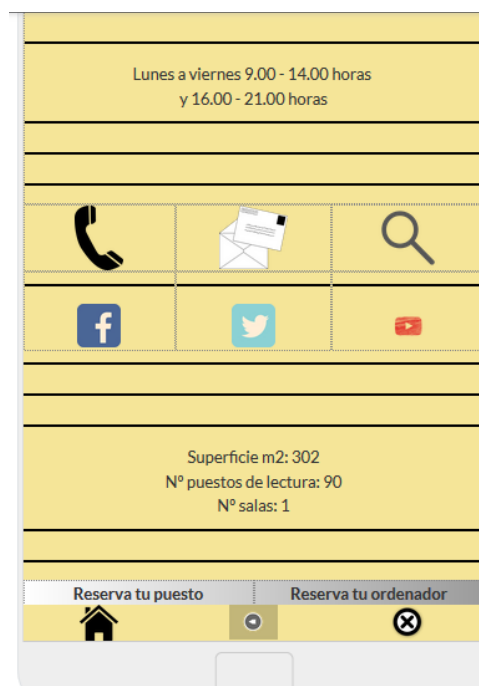 Lunes a viernes 9.00 - 14.00 horas
y 16.00 - 21.00 horas
Superficie m2: 302
Nº puestos de lectura: 90
Nº salas: 1
Reserva tu puesto
Reserva tu ordenador